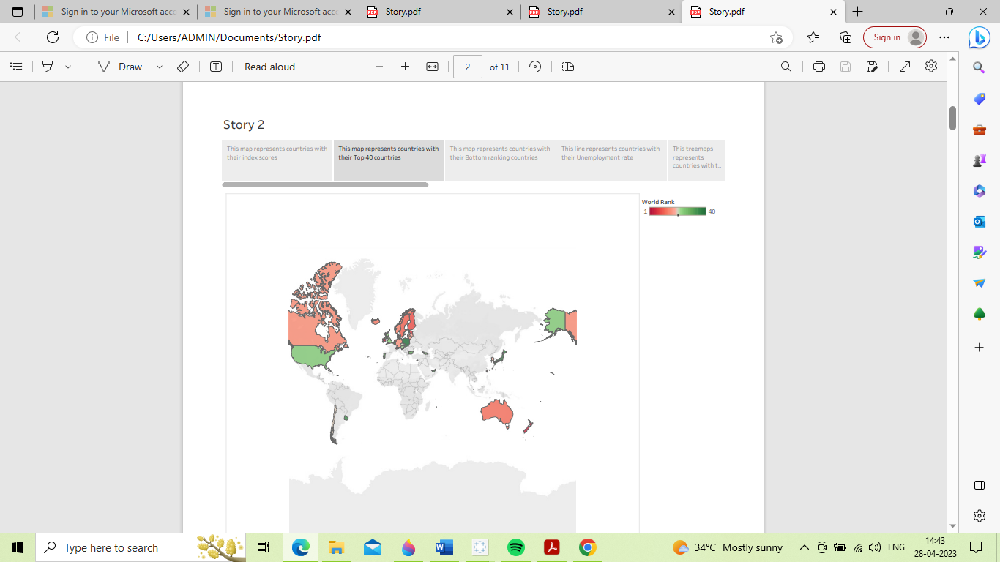 Sign in to your Microsoft acco
Sign in to your Microsoft acco
Story.pdf
Story.pdf
Story.pdf
File
C:/Users/ADMIN/Documents/Story.pdf
Sign in
Draw
Read aloud
2
of 11
Story 2
This map represents countries with
their index scores
This map represents countries with
their Top 40 countries
This map represents countries with
their Bottom ranking countries
This line represents countries with
their Unemployment rate
This treemaps
represents
countries with t..
World Rank
1
40
Type here to search
34°C Mostly sunny
ENG
14:43
28-04-2023